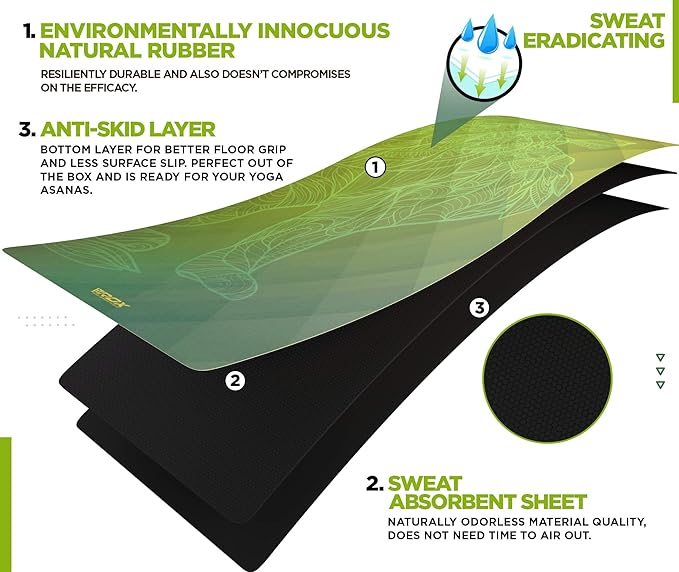 1. ENVIRONMENTALLY INNOCUOUS
NATURAL RUBBER
RESILIENTLY DURABLE AND ALSO DOESN'T COMPROMISES
ON THE EFFICACY.
SWEAT
ERADICATING
3. ANTI-SKID LAYER
BOTTOM LAYER FOR BETTER FLOOR GRIP
AND LESS SURFACE SLIP. PERFECT OUT OF
THE BOX AND IS READY FOR YOUR YOGA
ASANAS.
1
2
3
2. SWEAT
ABSORBENT SHEET
NATURALLY ODORLESS MATERIAL QUALITY,
DOES NOT NEED TIME TO AIR OUT.